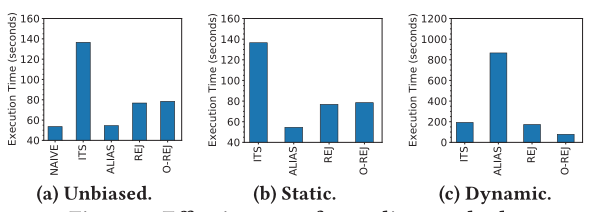 160
140
120
100
80
60
40
Execution Time (seconds)
NAIVE
ITS
ALIAS
REJ
O-REJ
(a) Unbiased.
160
140
120
100
80
60
40
Execution Time (seconds)
ITS
ALIAS
REJ
O-REJ
(b) Static.
1200
1000
800
600
400
200
0
Execution Time (seconds)
ITS
ALIAS
REJ
O-REJ
(c) Dynamic.